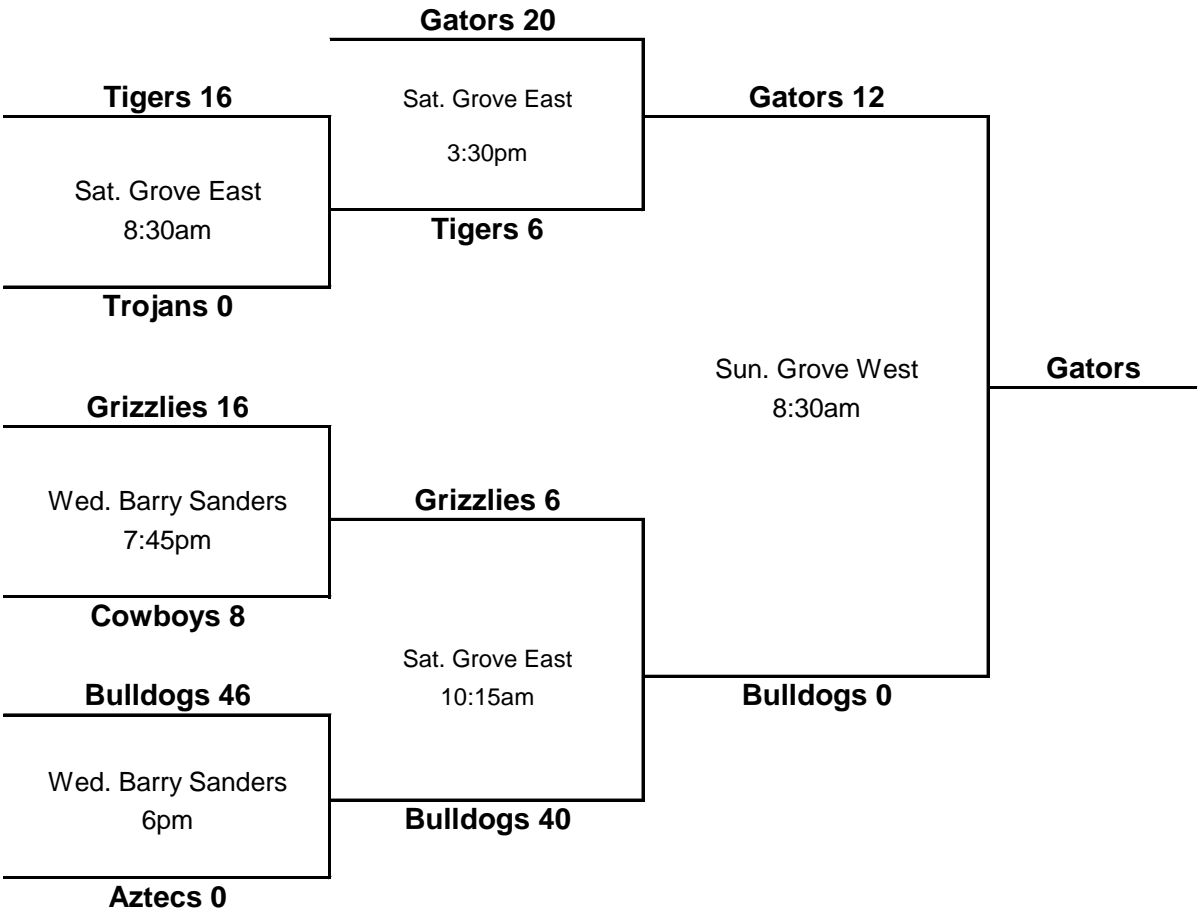 Gators 20
Tigers 16
Sat. Grove East
3:30pm
Gators 12
Sat. Grove East
8:30am
Tigers 6
Trojans 0
Sun. Grove West
8:30am
Gators
Grizzlies 16
Wed. Barry Sanders
7:45pm
Grizzlies 6
Cowboys 8
Sat. Grove East
10:15am
Bulldogs 46
Bulldogs 0
Wed. Barry Sanders
6pm
Bulldogs 40
Aztecs 0